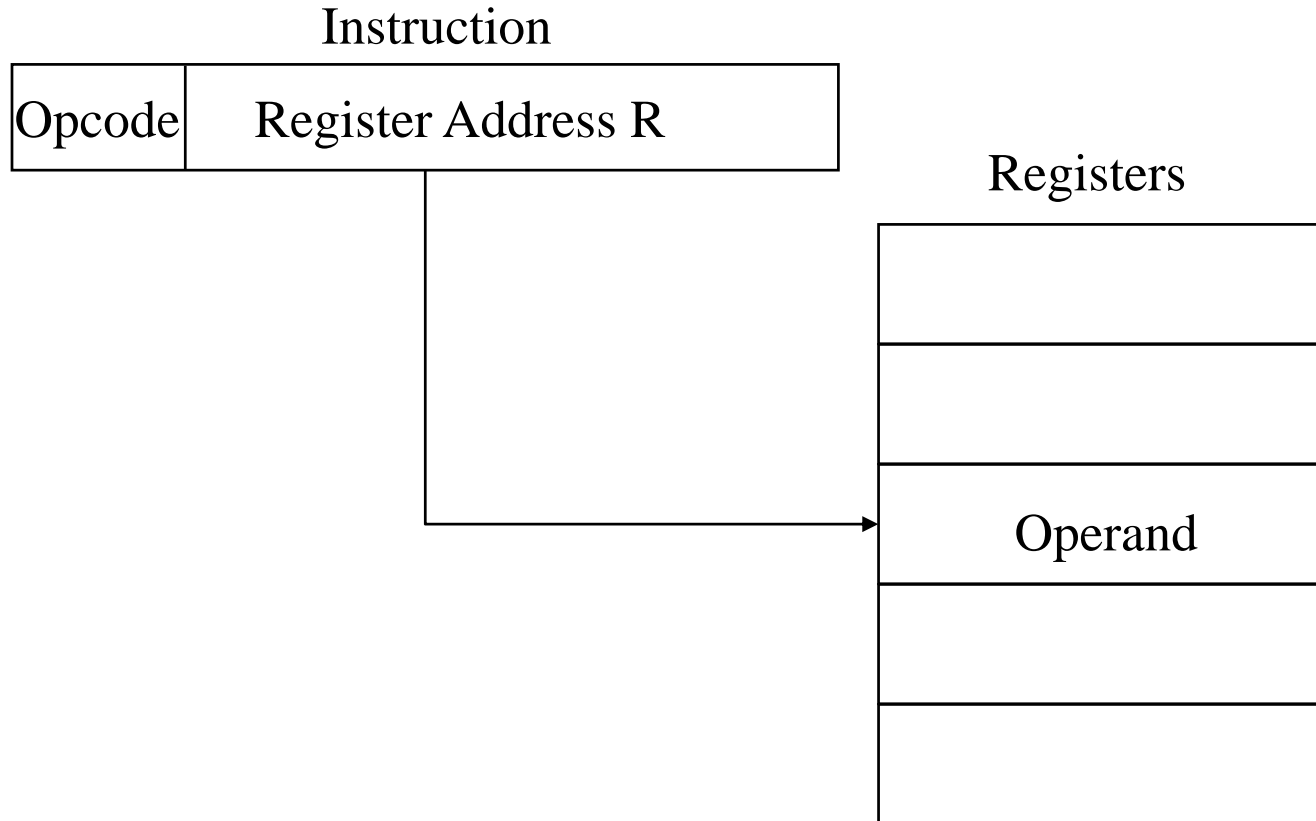 Instruction
Opcode
Register Address R
Registers
Operand